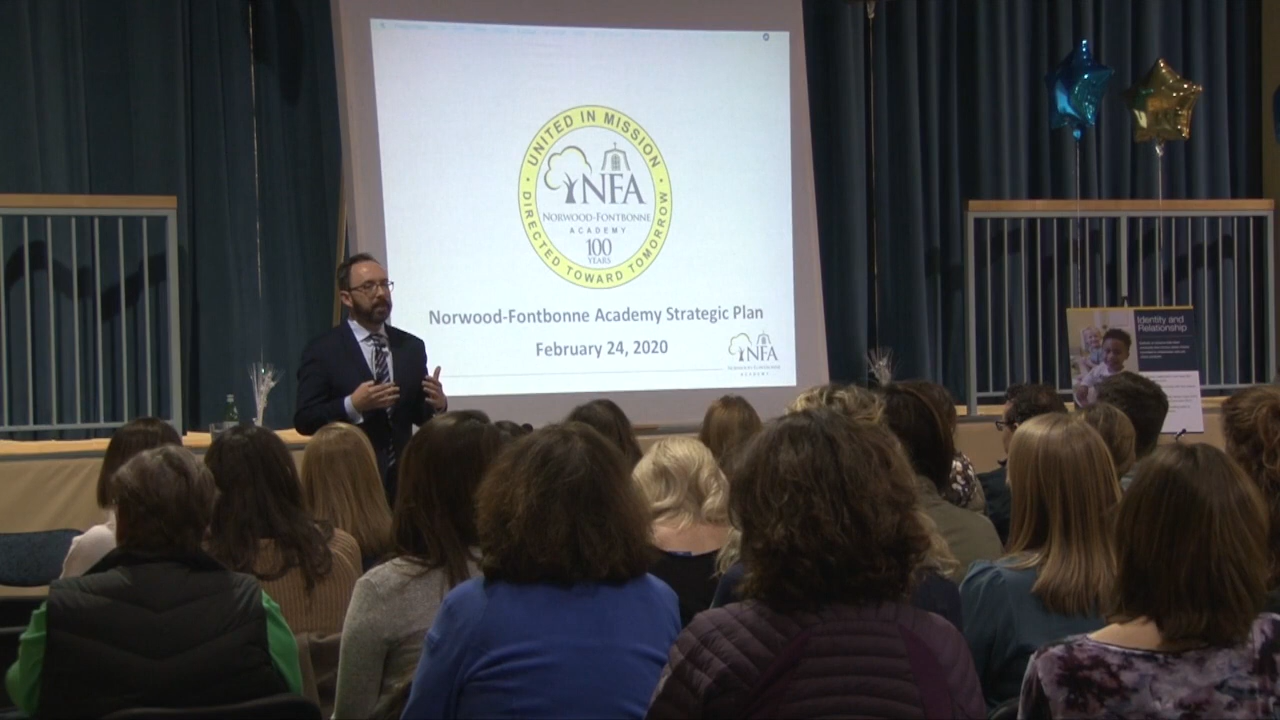 UNITED IN MISSION
NFA
NORWOOD-FONTBONNE
ACADEMY
100
YEARS
DIRECTED TOWARD TOMORROW
Norwood-Fontbonne Academy Strategic Plan
February 24, 2020
NFA
NORWOOD-FONTBONNE
ACADEMY
Identity and
Relationship